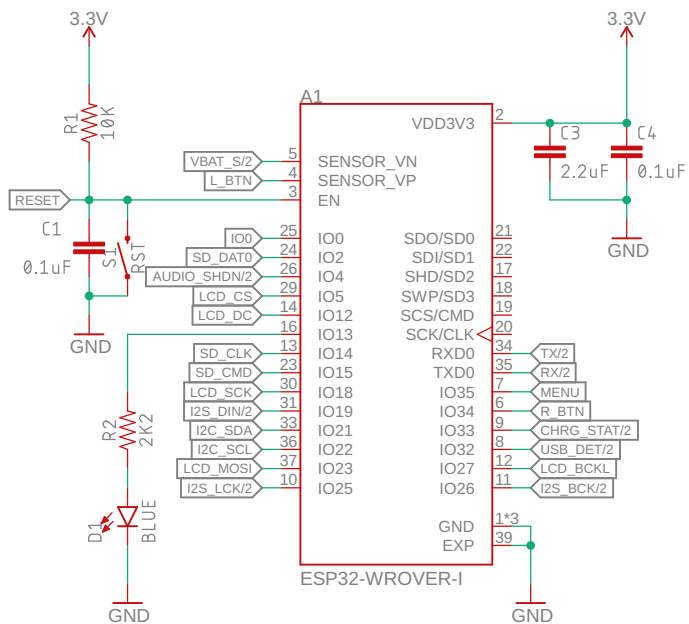 3.3V
3.3V
A1
R1
10K
VDD3V3
2
C3
C4
2.2uF
0.1uF
GND
VBAT_S/2
5
SENSOR_VN
L_BTN
4
SENSOR_VP
RESET
3
EN
C1
0.1uF
S1
RST
GND
IO0
25
IO0
SD_DAT0
24
IO2
AUDIO_SHDN/2
26
IO4
LCD_CS
29
IO5
LCD_DC
14
IO12
16
IO13
SD_CLK
13
IO14
SD_CMD
23
IO15
LCD_SCK
30
IO18
I2S_DIN/2
31
IO19
I2C_SDA
33
IO21
I2C_SCL
36
IO22
LCD_MOSI
37
IO23
I2S_LCK/2
10
IO25
SDO/SD0
21
SDI/SD1
22
SHD/SD2
17
SWP/SD3
18
SCS/CMD
19
SCK/CLK
20
RXD0
34
TX/2
TXD0
35
RX/2
IO35
7
MENU
IO34
6
R_BTN
IO33
9
CHRG_STAT/2
IO32
8
USB_DET/2
IO27
12
LCD_BCKL
IO26
11
I2S_BCK/2
GND
1*3
EXP
39
R2
2K2
D1
BLUE
GND
ESP32-WROVER-I
GND